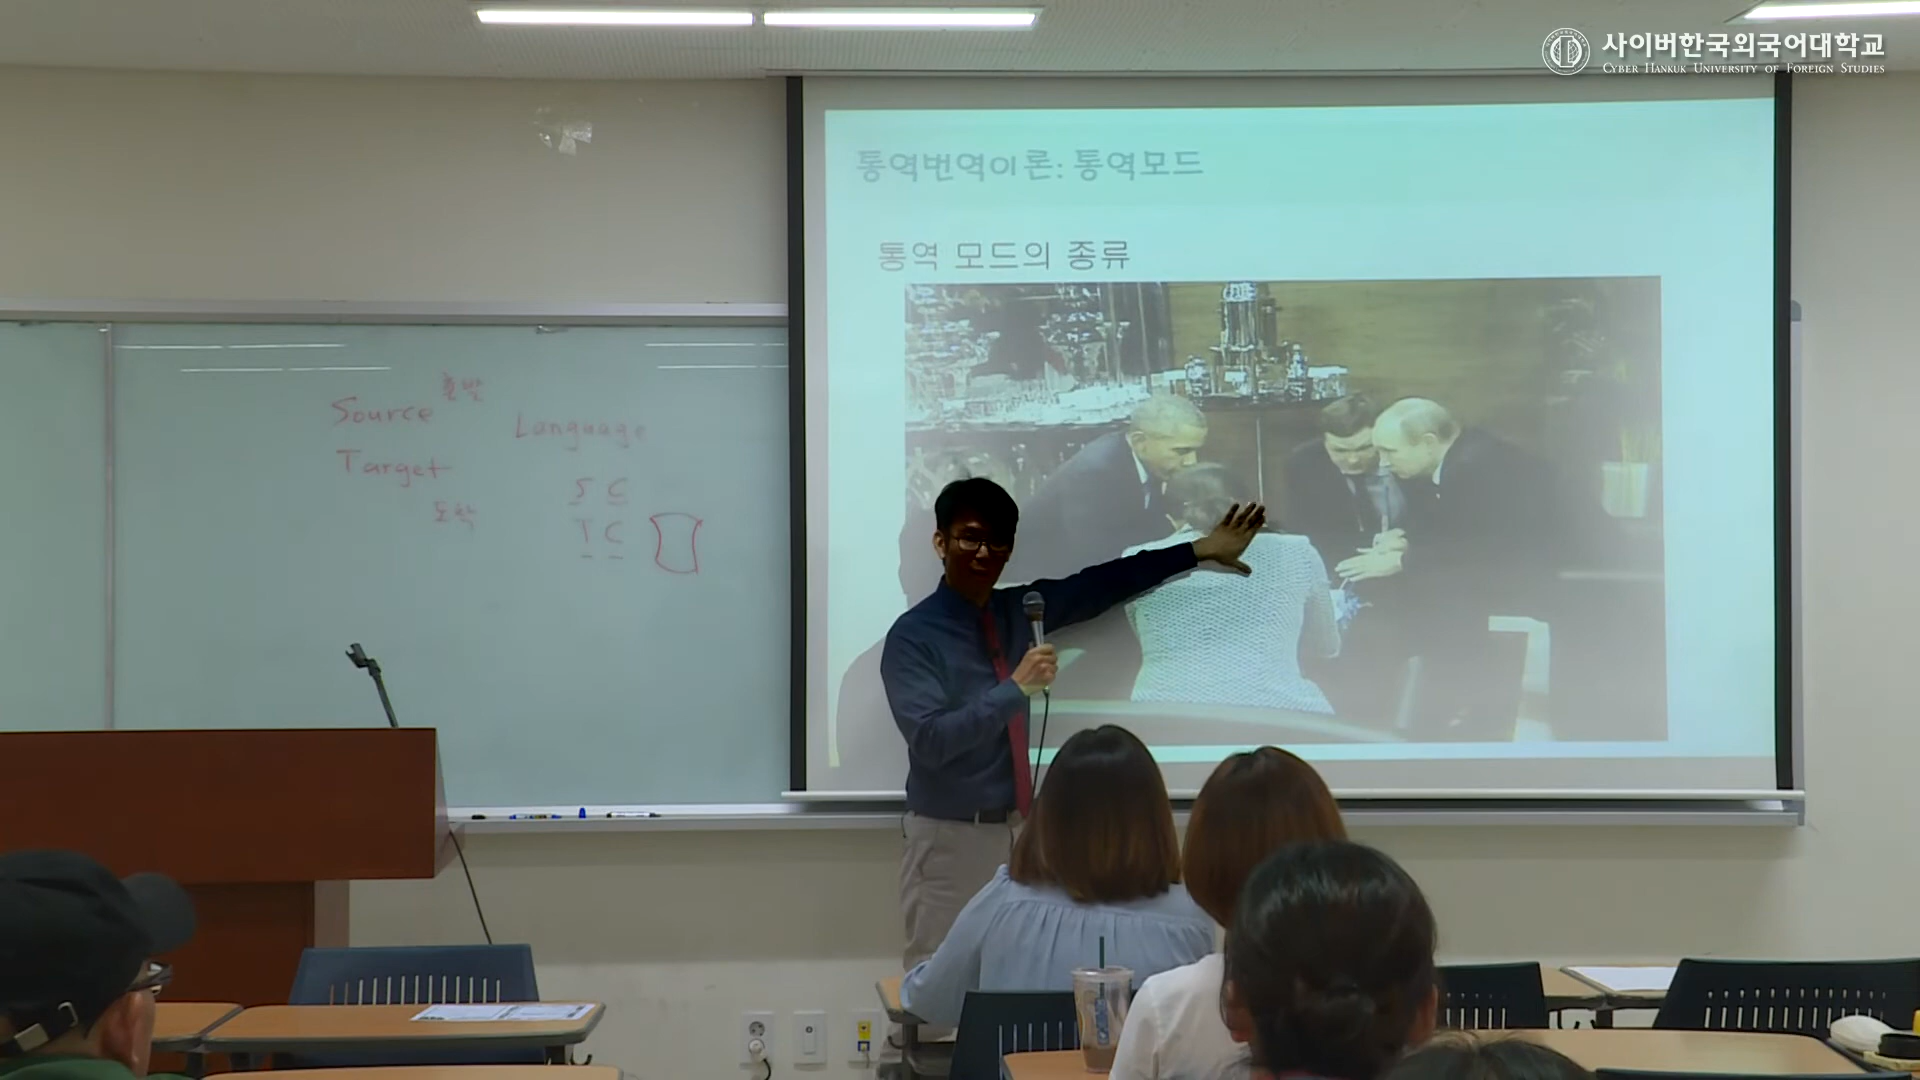 사이버한국외국어대학교
CYBER HANKUK UNIVERSITY OF FOREIGN STUDIES
통역번역이론: 통역모드
통역 모드의 종류
출발
Source
Language
Target
도착
S C
T C